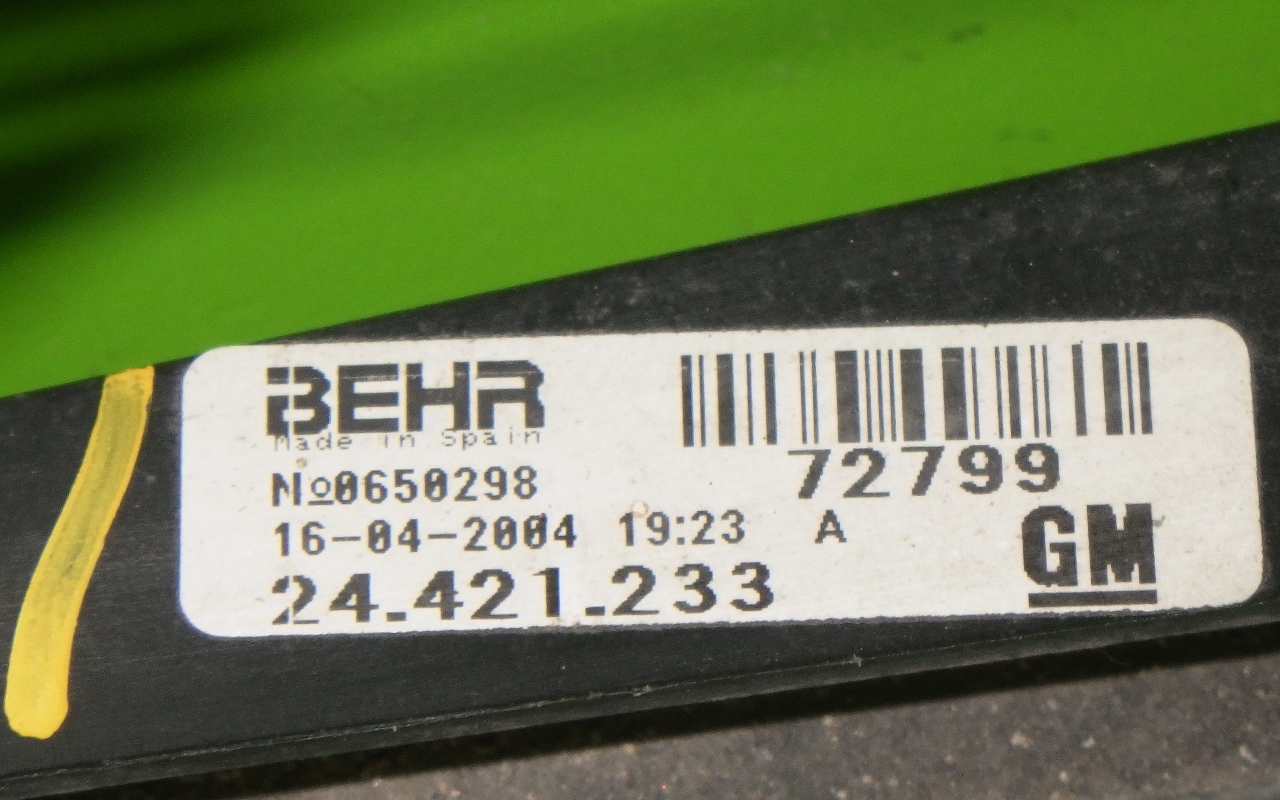 BEHR
Made in Spain
72799
№0650298
16-04-2004 19:23 A
GM
24.421.233